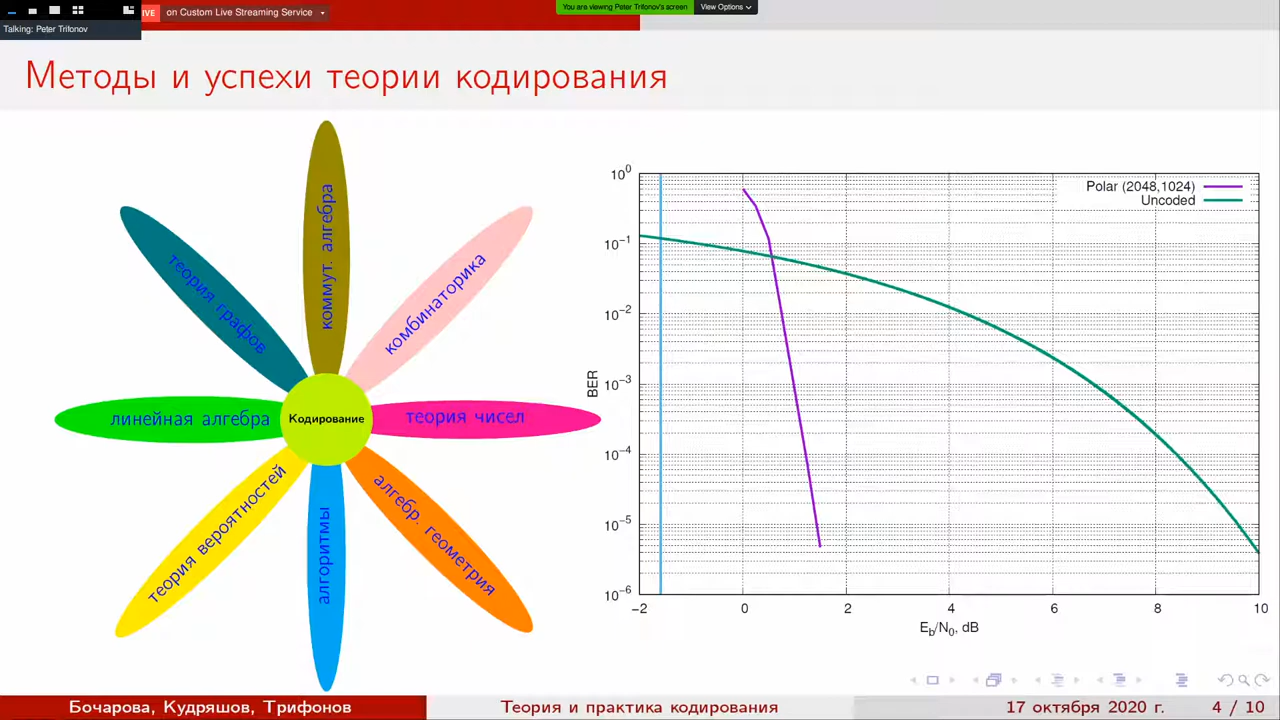 LIVE on Custom Live Streaming Service
You are viewing Peter Trifonov's screen
View Options
Talking: Peter Trifonov
Методы и успехи теории кодирования
коммут. алгебра
теория графов
комбинаторика
линейная алгебра
Кодирование
теория чисел
теория вероятностей
алгоритмы
алгебр. геометрия
Polar (2048,1024)
Uncoded
BER
10⁰
10⁻¹
10⁻²
10⁻³
10⁻⁴
10⁻⁵
10⁻⁶
−2 0 2 4 6 8 10
E_b/N_0, dB
Бочарова, Кудряшов, Трифонов
Теория и практика кодирования
17 октября 2020 г.
4 / 10